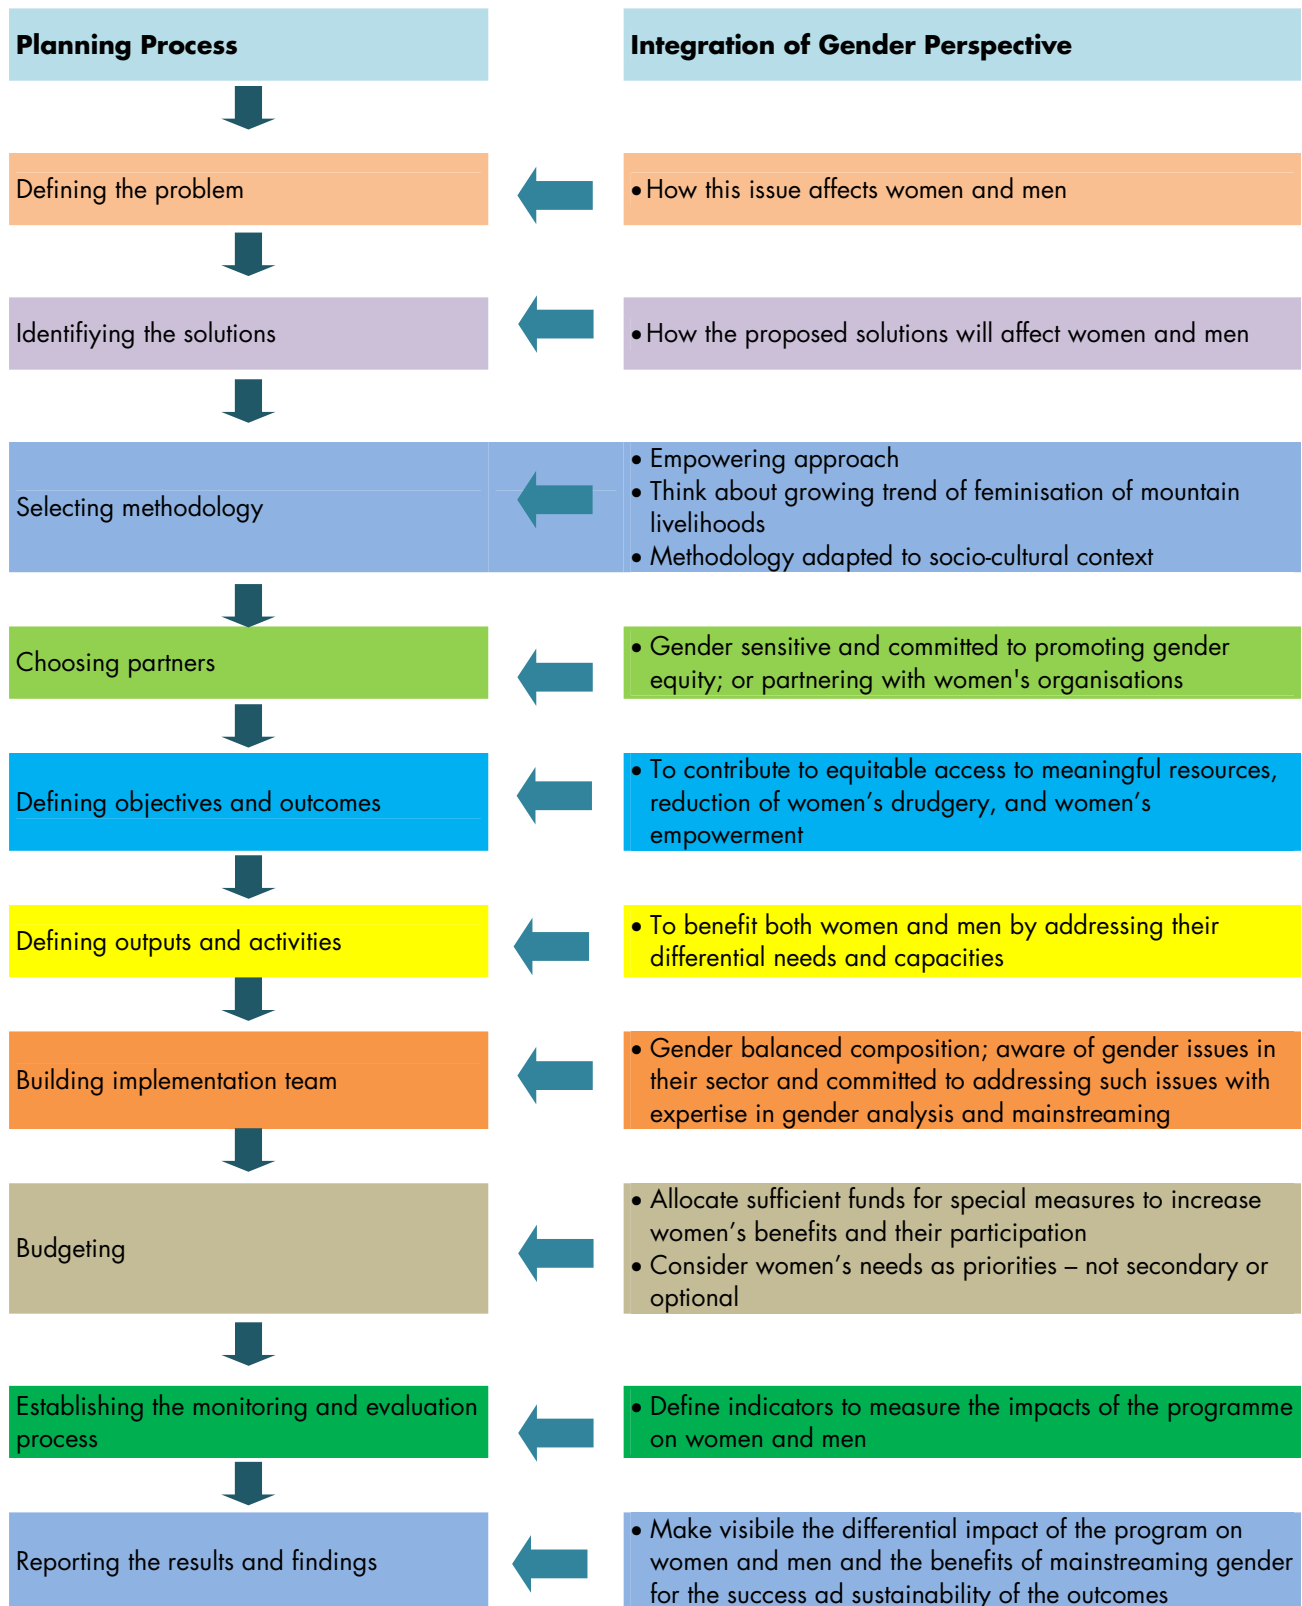 Planning Process
Integration of Gender Perspective
Defining the problem
• How this issue affects women and men
Identifiying the solutions
• How the proposed solutions will affect women and men
Selecting methodology
• Empowering approach
• Think about growing trend of feminisation of mountain
livelihoods
• Methodology adapted to socio-cultural context
Choosing partners
• Gender sensitive and committed to promoting gender
equity; or partnering with women's organisations
Defining objectives and outcomes
• To contribute to equitable access to meaningful resources,
reduction of women’s drudgery, and women’s
empowerment
Defining outputs and activities
• To benefit both women and men by addressing their
differential needs and capacities
Building implementation team
• Gender balanced composition; aware of gender issues in
their sector and committed to addressing such issues with
expertise in gender analysis and mainstreaming
Budgeting
• Allocate sufficient funds for special measures to increase
women’s benefits and their participation
• Consider women’s needs as priorities – not secondary or
optional
Establishing the monitoring and evaluation
process
• Define indicators to measure the impacts of the programme
on women and men
Reporting the results and findings
• Make visibile the differential impact of the program on
women and men and the benefits of mainstreaming gender
for the success ad sustainability of the outcomes